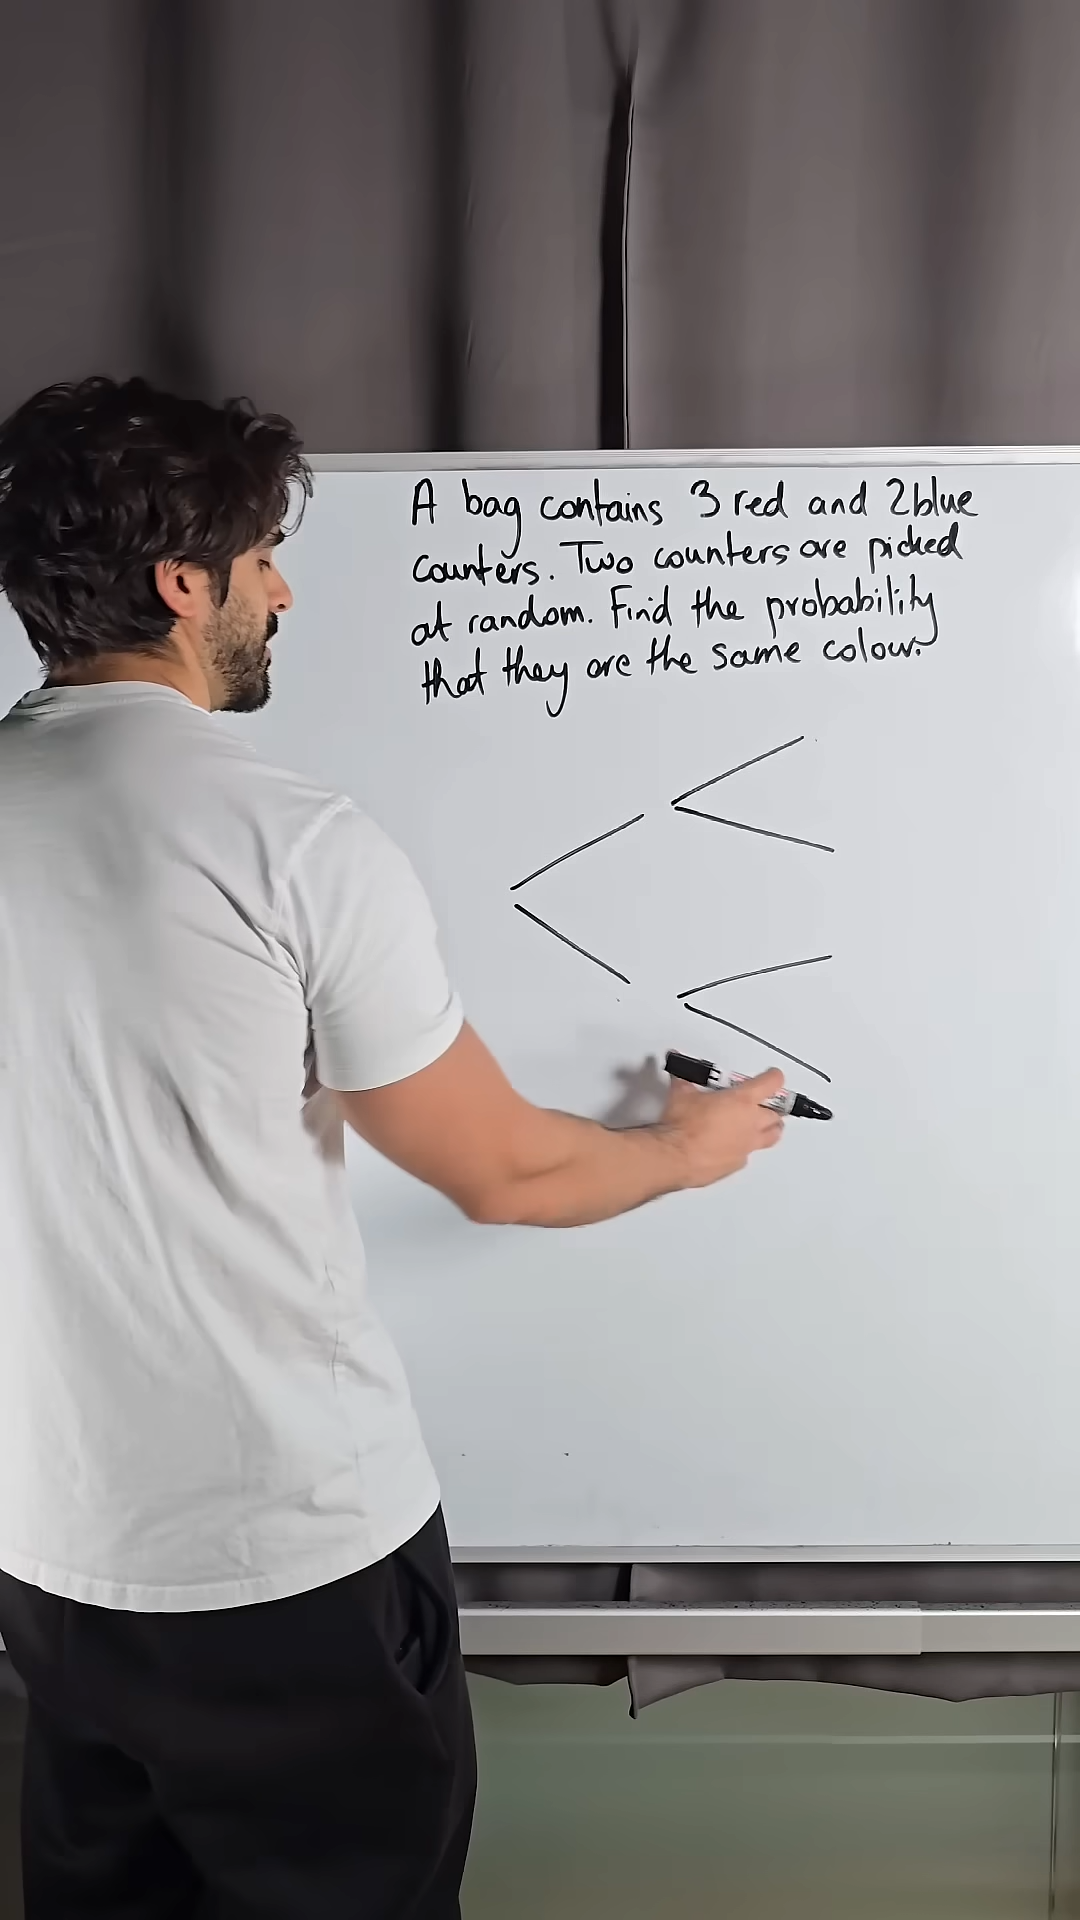 A bag contains 3 red and 2 blue
counters. Two counters are picked
at random. Find the probability
that they are the same colour.